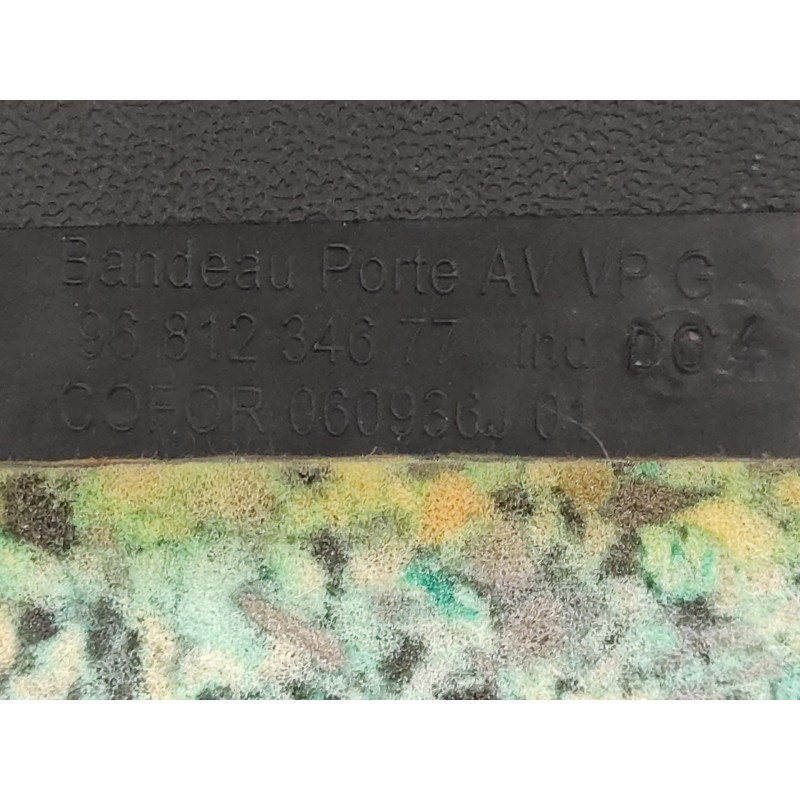 Bandeau Porte AV VP G
96 812 346 77 Ind D04
COFOR 060936J 01